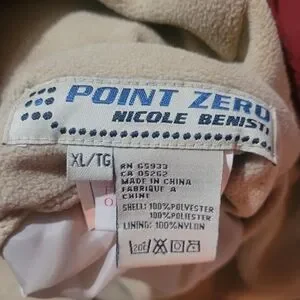 POINT ZERO
NICOLE BENISTI
XL/TG
RN 65933
CA 05262
MADE IN CHINA
FABRIQUE A
CHINE
SHELL: 100%POLYESTER
100%POLYESTER
LINING: 100%NYLON